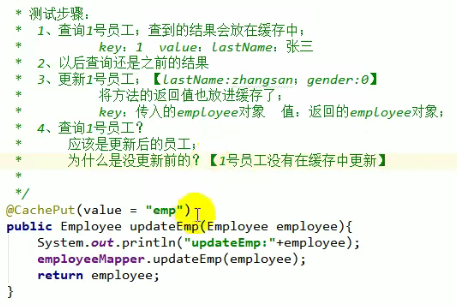 * 测试步骤:
* 1、查询1号员工;查到的结果会放在缓存中;
* key:1 value:lastName:张三
* 2、以后查询还是之前的结果
* 3、更新1号员工;【lastName:zhangsan;gender:0】
* 将方法的返回值也放进缓存了;
* key:传入的employee对象 值:返回的employee对象;
* 4、查询1号员工?
* 应该是更新后的员工;
* 为什么是没更新前的?【1号员工没有在缓存中更新】
*
*/
@CachePut(value = "emp")
public Employee updateEmp(Employee employee){
System.out.println("updateEmp:"+employee);
employeeMapper.updateEmp(employee);
return employee;
}